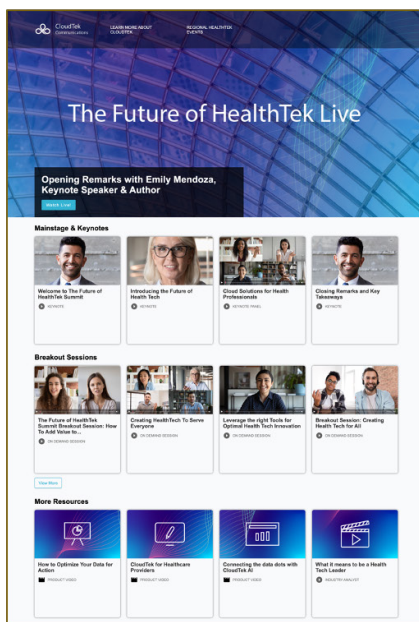 CloudTek
Communications
LEARN MORE ABOUT
CLOUDTEK
REGIONAL HEALTHTEK
EVENTS
The Future of HealthTek Live
Opening Remarks with Emily Mendoza,
Keynote Speaker & Author
Watch Live!
Mainstage & Keynotes
Welcome to The Future of
HealthTek Summit
KEYNOTE
Introducing the Future of
Health Tech
KEYNOTE
Cloud Solutions for Health
Professionals
KEYNOTE PANEL
Closing Remarks and Key
Takeaways
KEYNOTE
Breakout Sessions
The Future of HealthTek
Summit Breakout Session: How
To Add Value to...
ON DEMAND SESSION
Creating HealthTech To Serve
Everyone
ON DEMAND SESSION
Leverage the right Tools for
Optimal Health Tech Innovation
ON DEMAND SESSION
Breakout Session: Creating
Health Tech for All
ON DEMAND SESSION
View More
More Resources
How to Optimize Your Data for
Action
PRODUCT VIDEO
CloudTek for Healthcare
Providers
PRODUCT VIDEO
Connecting the data dots with
CloudTek AI
PRODUCT VIDEO
What it means to be a Health
Tech Leader
INDUSTRY ANALYST